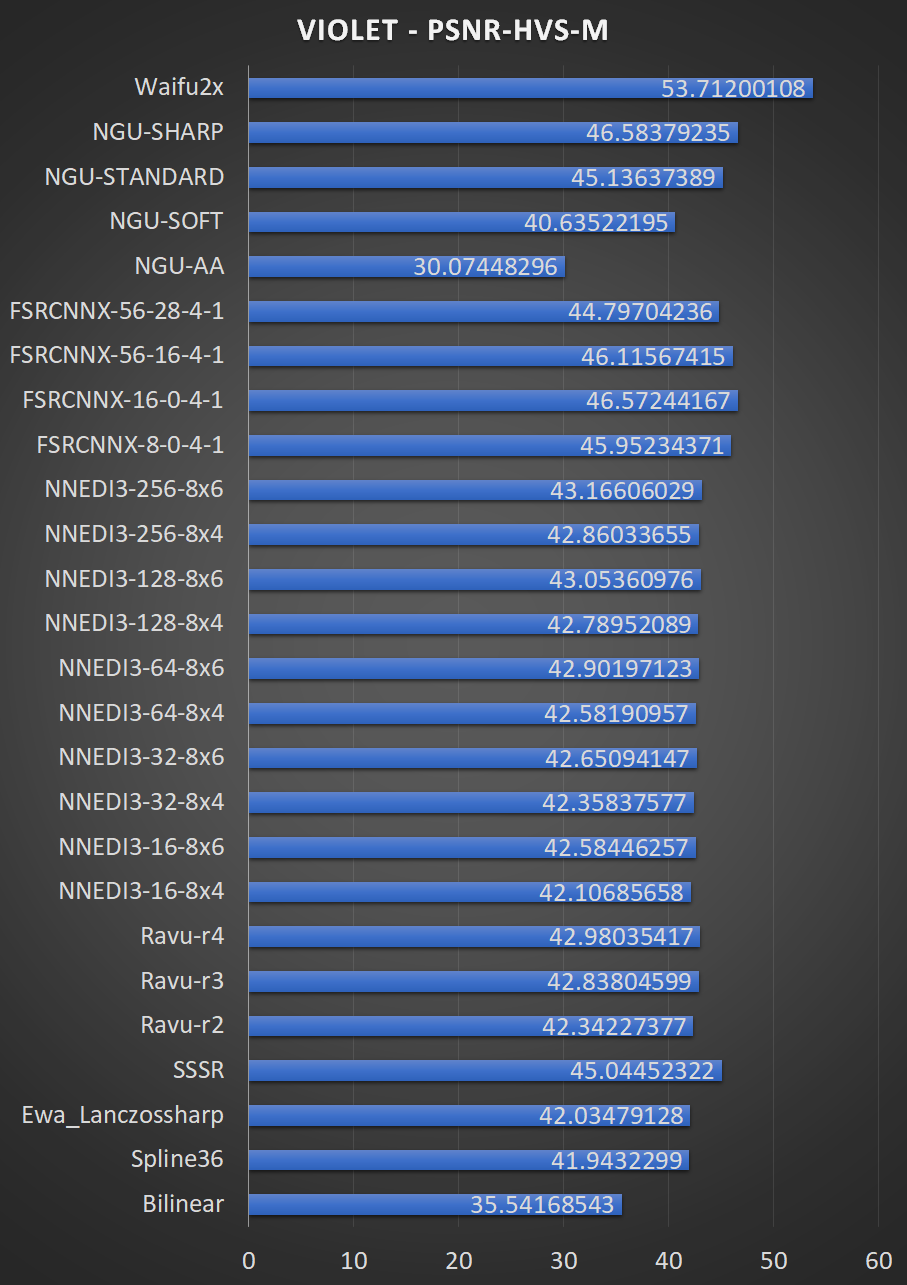 VIOLET - PSNR-HVS-M
Waifu2x 53.71200108
NGU-SHARP 46.58379235
NGU-STANDARD 45.13637389
NGU-SOFT 40.63522195
NGU-AA 30.07448296
FSRCNNX-56-28-4-1 44.79704236
FSRCNNX-56-16-4-1 46.11567415
FSRCNNX-16-0-4-1 46.57244167
FSRCNNX-8-0-4-1 45.95234371
NNEDI3-256-8x6 43.16606029
NNEDI3-256-8x4 42.86033655
NNEDI3-128-8x6 43.05360976
NNEDI3-128-8x4 42.78952089
NNEDI3-64-8x6 42.90197123
NNEDI3-64-8x4 42.58190957
NNEDI3-32-8x6 42.65094147
NNEDI3-32-8x4 42.35837577
NNEDI3-16-8x6 42.58446257
NNEDI3-16-8x4 42.10685658
Ravu-r4 42.98035417
Ravu-r3 42.83804599
Ravu-r2 42.34227377
SSSR 45.04452322
Ewa_Lanczossharp 42.03479128
Spline36 41.9432299
Bilinear 35.54168543
0 10 20 30 40 50 60